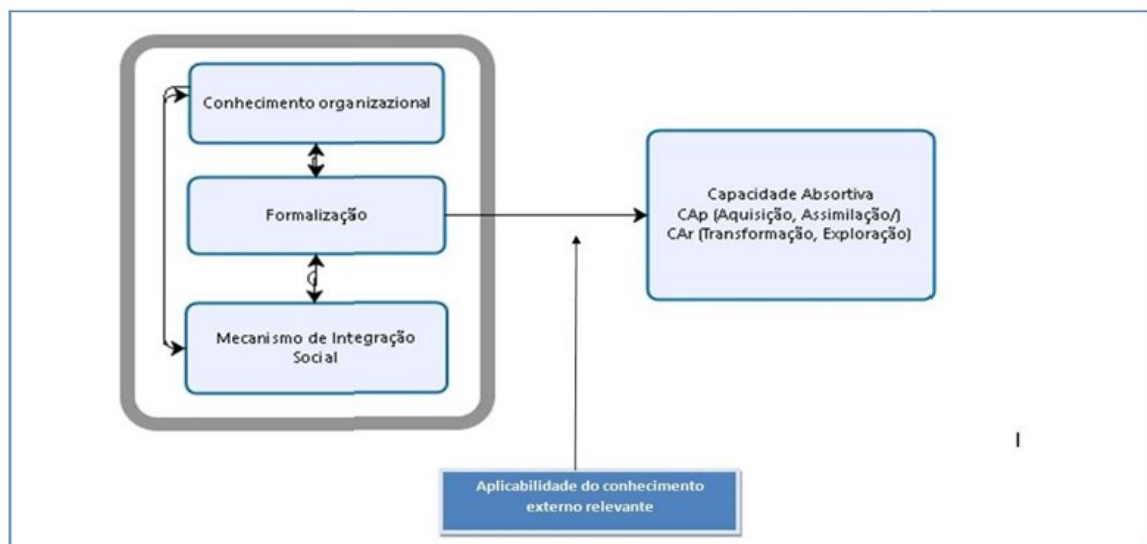 Conhecimento organizazional
Formalização
Mecanismo de Integração
Social
Capacidade Absortiva
CAp (Aquisição, Assimilação/)
CAr (Transformação, Exploração)
Aplicabilidade do conhecimento
externo relevante
I